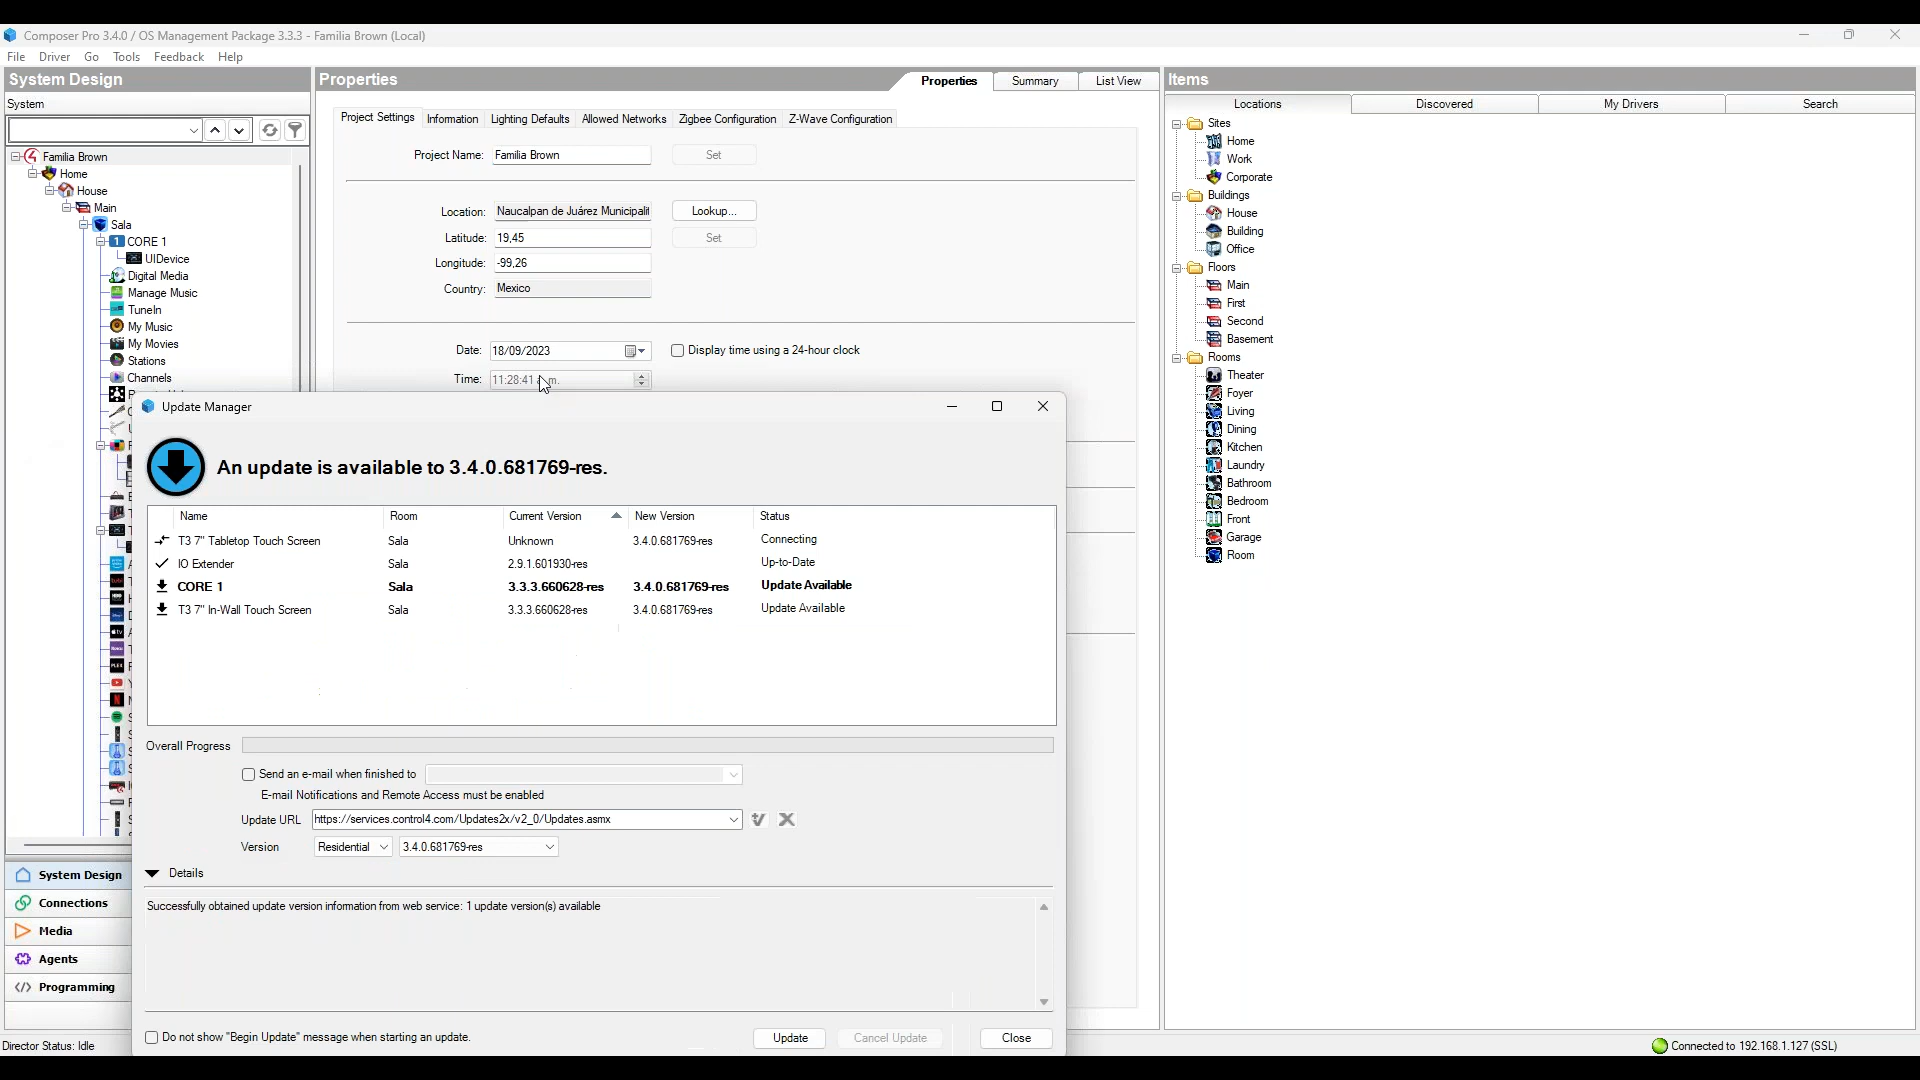 Composer Pro 3.4.0 / OS Management Package 3.3.3 - Familia Brown (Local)
File Driver Go Tools Feedback Help
System Design
System
Familia Brown
Home
House
Main
Sala
CORE 1
UIDevice
Digital Media
Manage Music
TuneIn
My Music
My Movies
Stations
Channels
System Design
Connections
Media
Agents
Programming
Director Status: Idle
Properties
Properties Summary List View
Project Settings Information Lighting Defaults Allowed Networks Zigbee Configuration Z-Wave Configuration
Project Name: Familia Brown Set
Location: Naucalpan de Juárez Municipalit Lookup...
Latitude: 19,45 Set
Longitude: -99,26
Country: Mexico
Date: 18/09/2023 Display time using a 24-hour clock
Time: 11:28:41 .m.
Update Manager
An update is available to 3.4.0.681769-res.
Name Room Current Version New Version Status
T3 7" Tabletop Touch Screen Sala Unknown 3.4.0.681769-res Connecting
IO Extender Sala 2.9.1.601930-res Up-to-Date
CORE 1 Sala 3.3.3.660628-res 3.4.0.681769-res Update Available
T3 7" In-Wall Touch Screen Sala 3.3.3.660628-res 3.4.0.681769-res Update Available
Overall Progress
Send an e-mail when finished to
E-mail Notifications and Remote Access must be enabled
Update URL https://services.control4.com/Updates2x/v2_0/Updates.asmx
Version Residential 3.4.0.681769-res
Details
Successfully obtained update version information from web service: 1 update version(s) available
Do not show "Begin Update" message when starting an update.
Update Cancel Update Close
Items
Locations Discovered My Drivers Search
Sites
Home
Work
Corporate
Buildings
House
Building
Office
Floors
Main
First
Second
Basement
Rooms
Theater
Foyer
Living
Dining
Kitchen
Laundry
Bathroom
Bedroom
Front
Garage
Room
Connected to 192.168.1.127 (SSL)